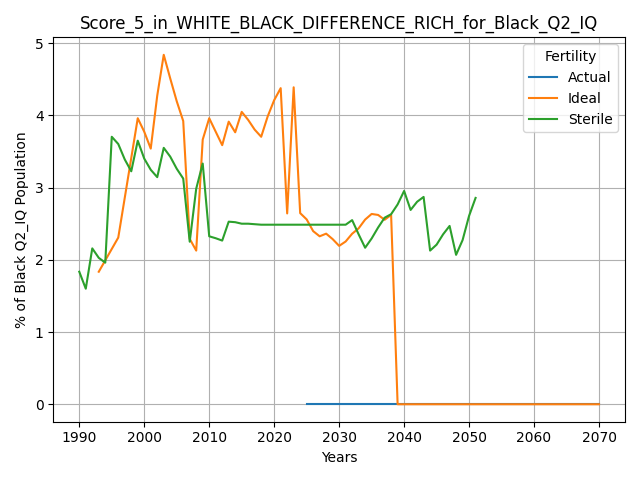 Score_5_in_WHITE_BLACK_DIFFERENCE_RICH_for_Black_Q2_IQ
% of Black Q2_IQ Population
5
4
3
2
1
0
Fertility
Actual
Ideal
Sterile
1990 2000 2010 2020 2030 2040 2050 2060 2070
Years